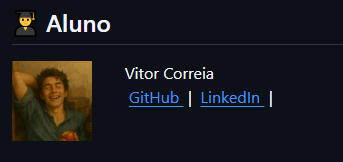 Aluno
Vitor Correia
GitHub | LinkedIn |